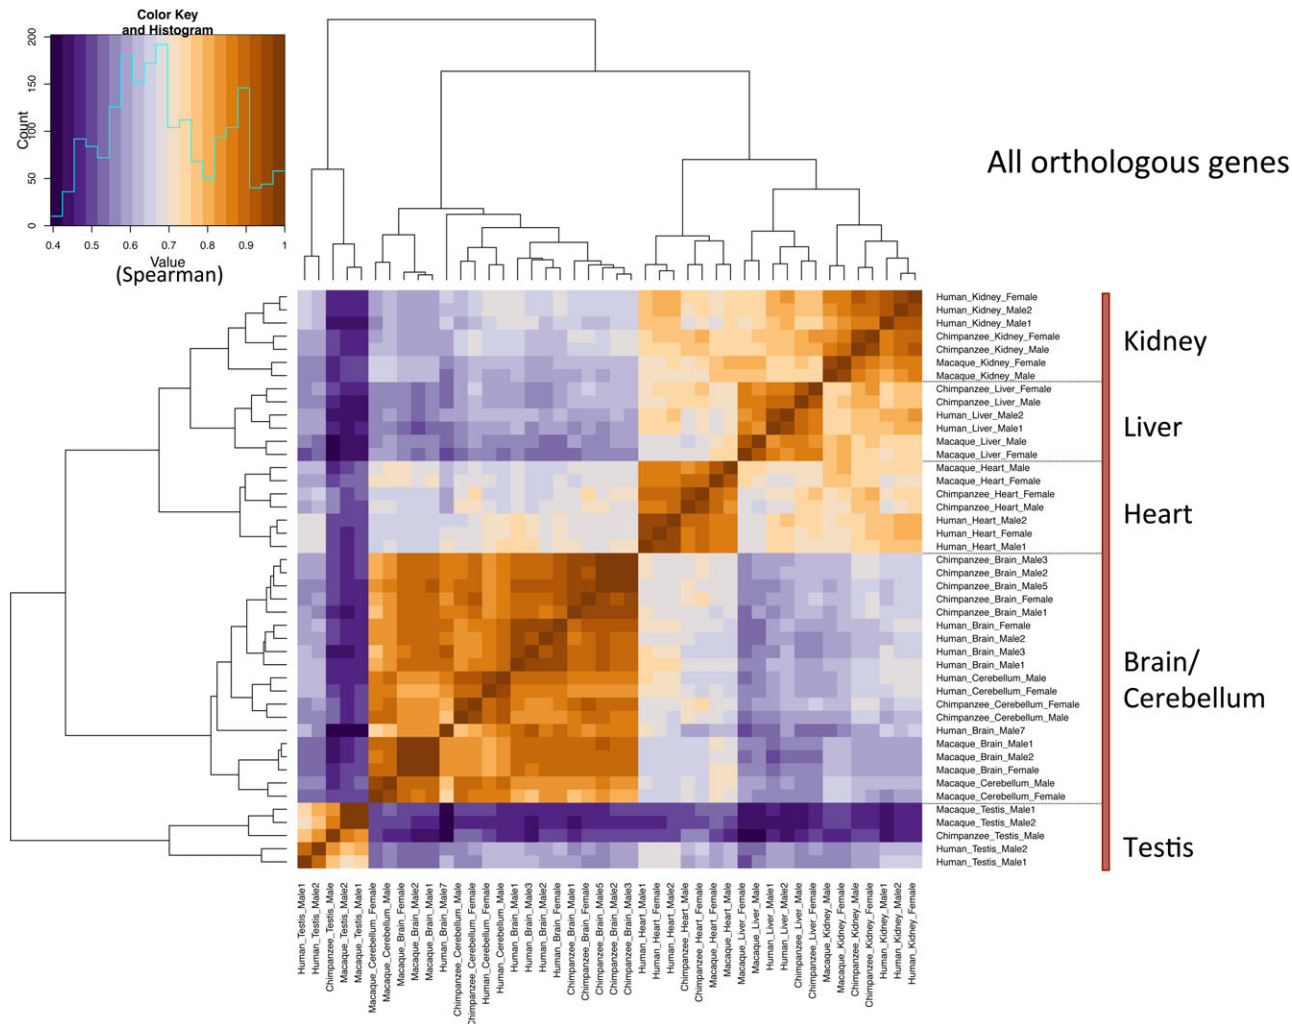 Color Key
and Histogram
Count
0
50
100
150
200
0.4
0.5
0.6
0.7
0.8
0.9
1
Value
(Spearman)
All orthologous genes
Human_Kidney_Female
Human_Kidney_Male2
Human_Kidney_Male1
Chimpanzee_Kidney_Female
Chimpanzee_Kidney_Male
Macaque_Kidney_Female
Macaque_Kidney_Male
Chimpanzee_Liver_Female
Chimpanzee_Liver_Male
Human_Liver_Male2
Human_Liver_Male1
Macaque_Liver_Male
Macaque_Liver_Female
Macaque_Heart_Male
Macaque_Heart_Female
Chimpanzee_Heart_Female
Chimpanzee_Heart_Male
Human_Heart_Male2
Human_Heart_Female
Human_Heart_Male1
Chimpanzee_Brain_Male3
Chimpanzee_Brain_Male2
Chimpanzee_Brain_Male5
Chimpanzee_Brain_Female
Chimpanzee_Brain_Male1
Human_Brain_Female
Human_Brain_Male2
Human_Brain_Male3
Human_Brain_Male1
Human_Cerebellum_Male
Human_Cerebellum_Female
Chimpanzee_Cerebellum_Female
Chimpanzee_Cerebellum_Male
Human_Brain_Male7
Macaque_Brain_Male1
Macaque_Brain_Male2
Macaque_Brain_Female
Macaque_Cerebellum_Male
Macaque_Cerebellum_Female
Macaque_Testis_Male1
Macaque_Testis_Male2
Chimpanzee_Testis_Male
Human_Testis_Male2
Human_Testis_Male1
Kidney
Liver
Heart
Brain/
Cerebellum
Testis
Human_Testis_Male1
Human_Testis_Male2
Chimpanzee_Testis_Male
Macaque_Testis_Male2
Macaque_Testis_Male1
Macaque_Cerebellum_Female
Macaque_Cerebellum_Male
Macaque_Brain_Female
Macaque_Brain_Male2
Macaque_Brain_Male1
Human_Brain_Male7
Chimpanzee_Cerebellum_Male
Chimpanzee_Cerebellum_Female
Human_Cerebellum_Female
Human_Cerebellum_Male
Human_Brain_Male1
Human_Brain_Male3
Human_Brain_Male2
Human_Brain_Female
Chimpanzee_Brain_Male1
Chimpanzee_Brain_Female
Chimpanzee_Brain_Male5
Chimpanzee_Brain_Male2
Chimpanzee_Brain_Male3
Human_Heart_Male1
Human_Heart_Female
Human_Heart_Male2
Chimpanzee_Heart_Male
Chimpanzee_Heart_Female
Macaque_Heart_Female
Macaque_Heart_Male
Macaque_Liver_Female
Macaque_Liver_Male
Human_Liver_Male1
Human_Liver_Male2
Chimpanzee_Liver_Male
Chimpanzee_Liver_Female
Macaque_Kidney_Male
Macaque_Kidney_Female
Chimpanzee_Kidney_Male
Chimpanzee_Kidney_Female
Human_Kidney_Male1
Human_Kidney_Male2
Human_Kidney_Female